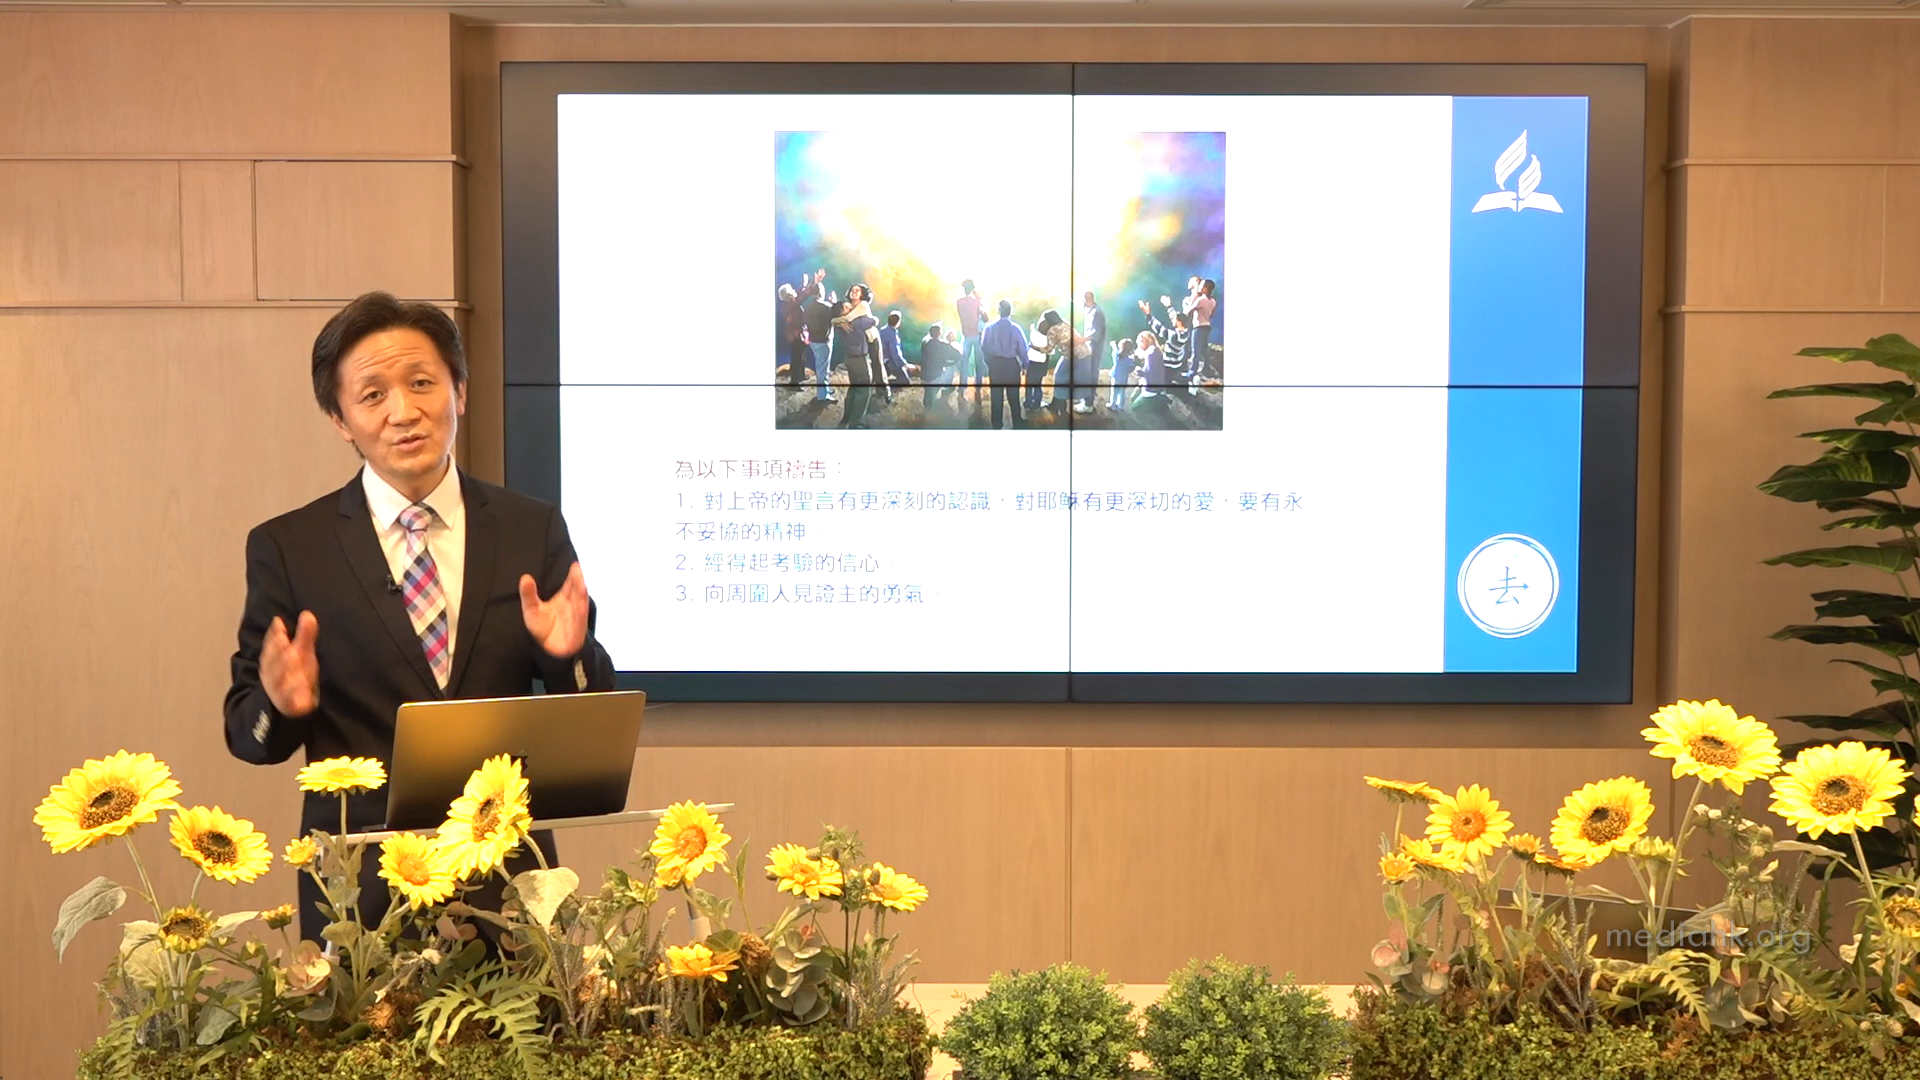 為以下事項禱告：
1. 對上帝的聖言有更深刻的認識，對耶穌有更深切的愛，要有永
不妥協的精神。
2. 經得起考驗的信心。
3. 向周圍人見證主的勇氣。
去
mediahk.org